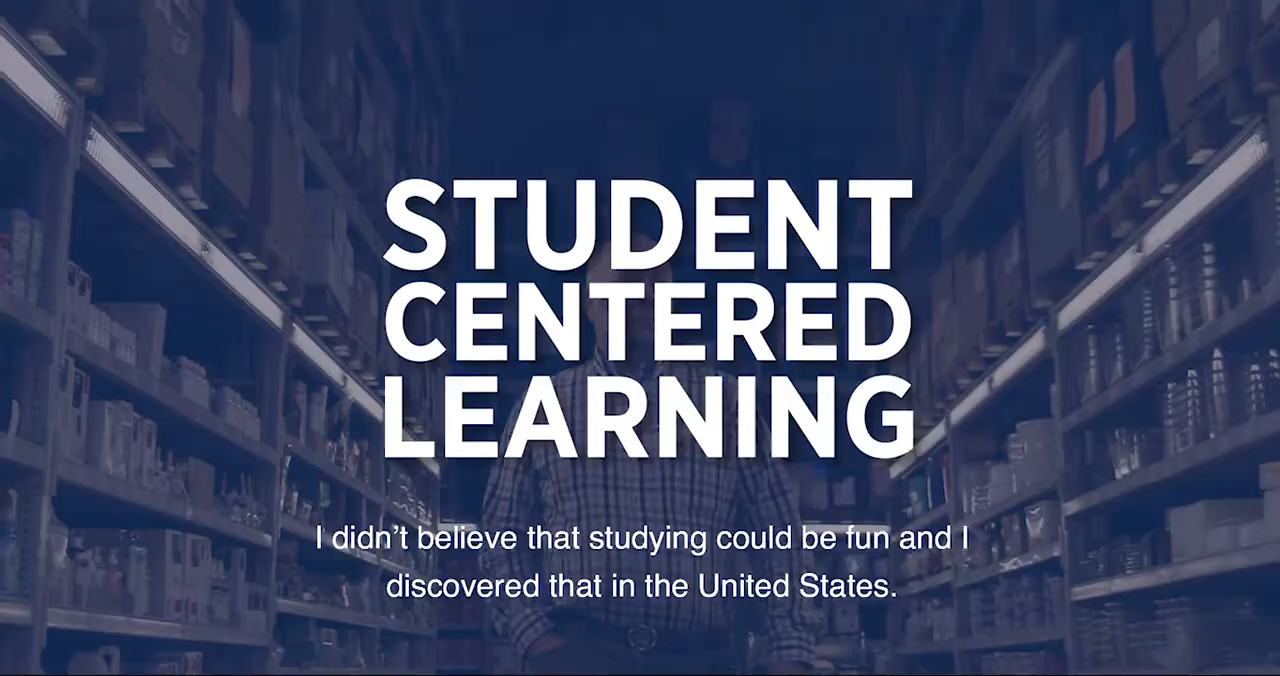 STUDENT
CENTERED
LEARNING
I didn’t believe that studying could be fun and I
discovered that in the United States.